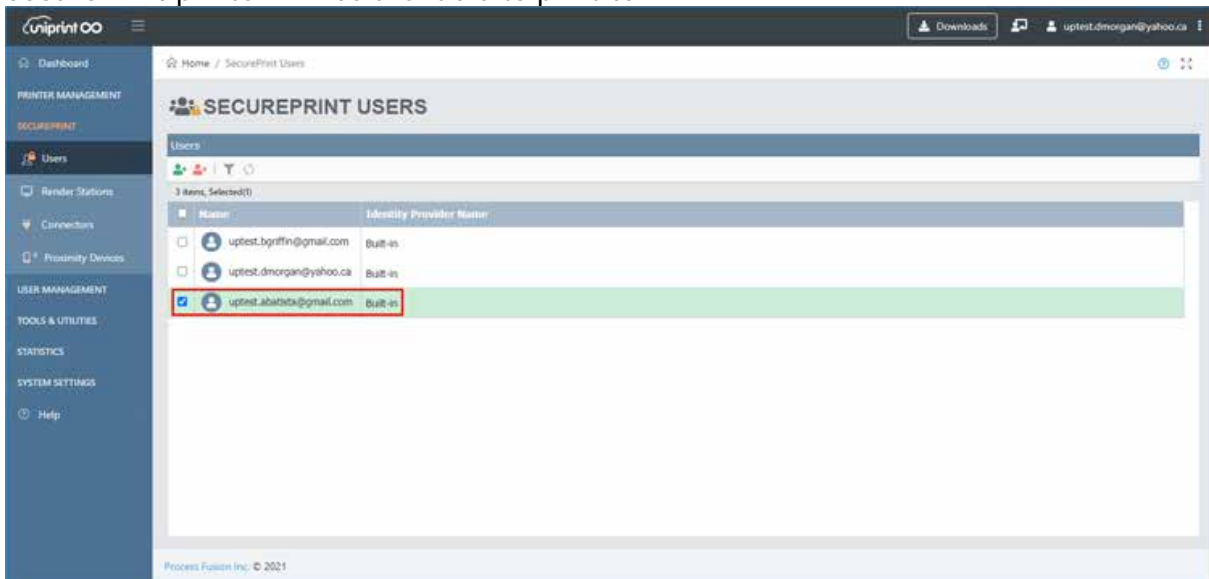 uniprint
Downloads
uptest.dmorgan@yahoo.ca
Dashboard
Home / SecurePrint Users
PRINTER MANAGEMENT
SECUREPRINT USERS
SECUREPRINT
Users
Users
3 items, Selected(1)
Render Stations
Name Identity Provider Name
Connectors
uptest.bgriffin@gmail.com Built-in
Proximity Devices
uptest.dmorgan@yahoo.ca Built-in
USER MANAGEMENT
uptest.abatista@gmail.com Built-in
TOOLS & UTILITIES
STATISTICS
SYSTEM SETTINGS
Help
Process Fusion Inc. © 2021